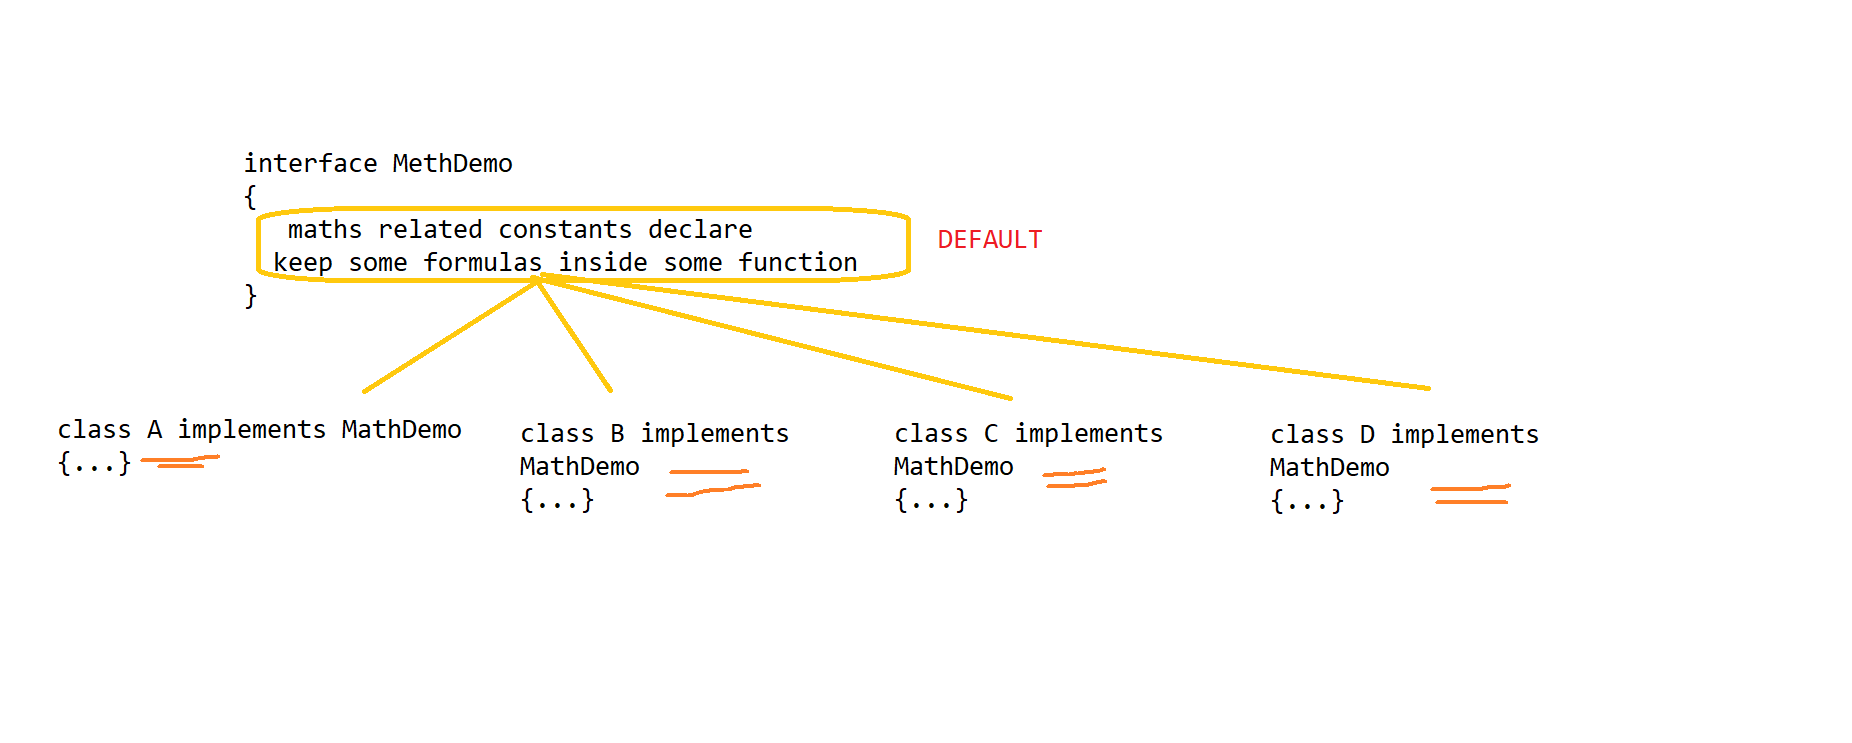 interface MethDemo
{
maths related constants declare
DEFAULT
keep some formulas inside some function
}
class A implements MathDemo
{...}
class B implements
MathDemo
{...}
class C implements
MathDemo
{...}
class D implements
MathDemo
{...}